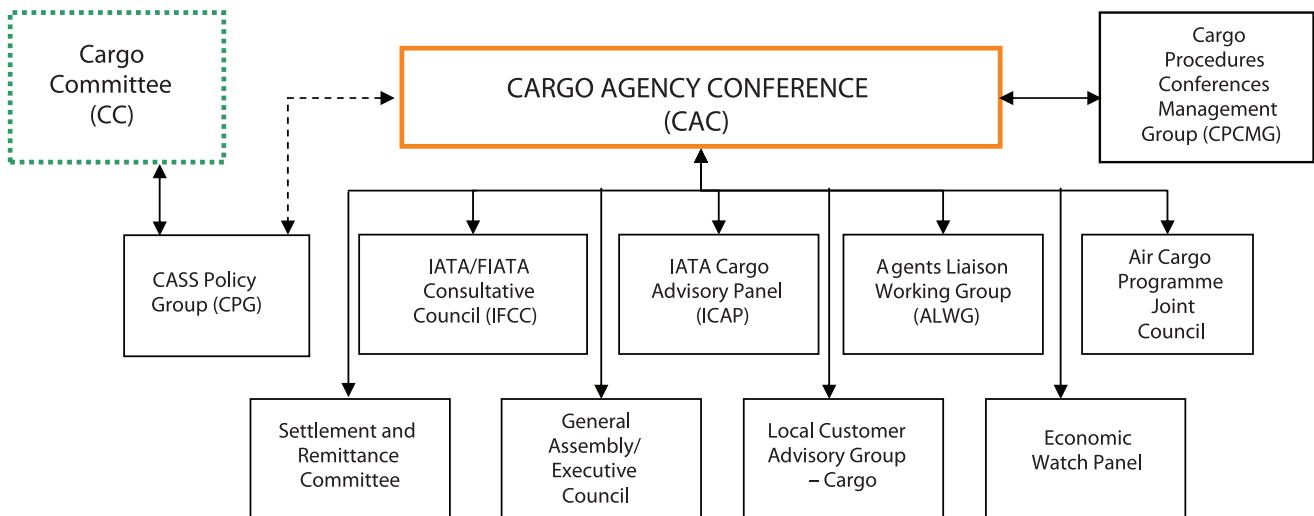 Cargo
Committee
(CC)
CARGO AGENCY CONFERENCE
(CAC)
Cargo
Procedures
Conferences
Management
Group (CPCMG)
CASS Policy
Group (CPG)
IATA/FIATA
Consultative
Council (IFCC)
IATA Cargo
Advisory Panel
(ICAP)
Agents Liaison
Working Group
(ALWG)
Air Cargo
Programme
Joint
Council
Settlement and
Remittance
Committee
General
Assembly/
Executive
Council
Local Customer
Advisory Group
– Cargo
Economic
Watch Panel